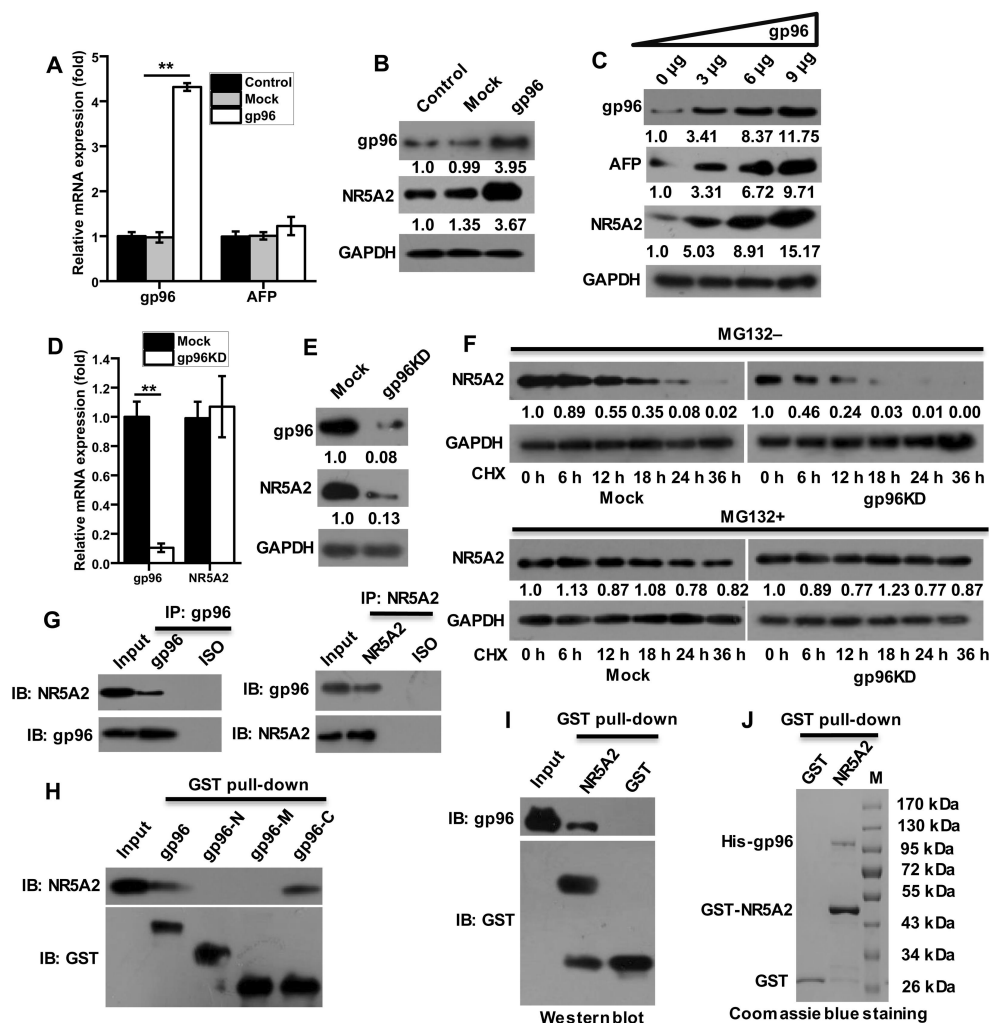 A
Relative mRNA expression (fold)
5
4
3
2
1
0
**
Control
Mock
gp96
gp96
AFP
B
Control
Mock
gp96
gp96
1.0 0.99 3.95
NR5A2
1.0 1.35 3.67
GAPDH
C
gp96
0 µg
3 µg
6 µg
9 µg
gp96
1.0 3.41 8.37 11.75
AFP
1.0 3.31 6.72 9.71
NR5A2
1.0 5.03 8.91 15.17
GAPDH
D
Relative mRNA expression (fold)
1.4
1.2
1.0
0.8
0.6
0.4
0.2
0.0
**
Mock
gp96KD
gp96
NR5A2
E
Mock
gp96KD
gp96
1.0 0.08
NR5A2
1.0 0.13
GAPDH
F
MG132–
NR5A2
1.0 0.89 0.55 0.35 0.08 0.02 1.0 0.46 0.24 0.03 0.01 0.00
GAPDH
CHX 0 h 6 h 12 h 18 h 24 h 36 h 0 h 6 h 12 h 18 h 24 h 36 h
Mock gp96KD
MG132+
NR5A2
1.0 1.13 0.87 1.08 0.78 0.82 1.0 0.89 0.77 1.23 0.77 0.87
GAPDH
CHX 0 h 6 h 12 h 18 h 24 h 36 h 0 h 6 h 12 h 18 h 24 h 36 h
Mock gp96KD
G
IP: gp96
Input
gp96
ISO
IB: NR5A2
IB: gp96
IP: NR5A2
Input
NR5A2
ISO
IB: gp96
IB: NR5A2
H
GST pull-down
Input
gp96
gp96-N
gp96-M
gp96-C
IB: NR5A2
IB: GST
I
GST pull-down
Input
NR5A2
GST
IB: gp96
IB: GST
Western blot
J
GST pull-down
GST
NR5A2
M
170 kDa
130 kDa
His-gp96
95 kDa
72 kDa
55 kDa
GST-NR5A2
43 kDa
34 kDa
GST
26 kDa
Coomassie blue staining